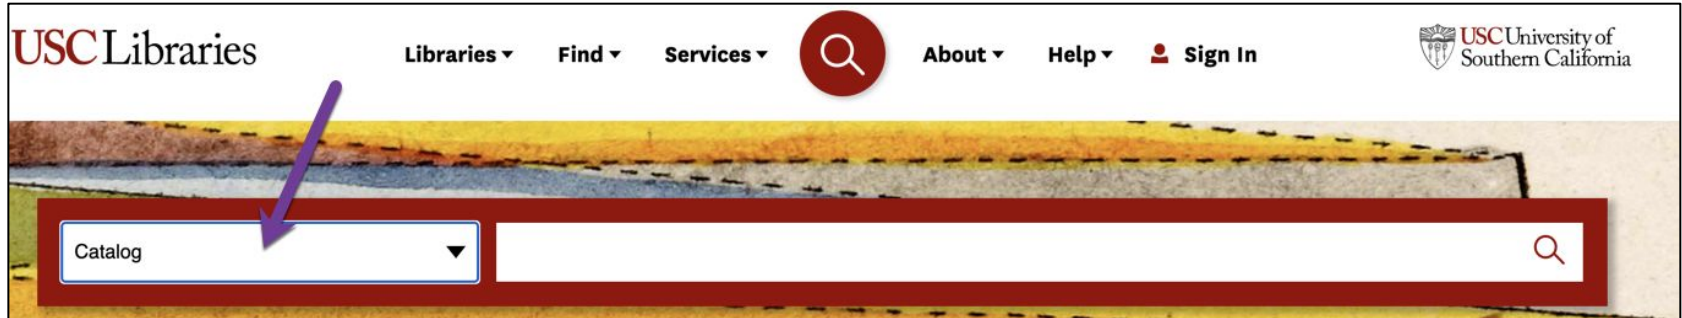 USC Libraries
Libraries Find Services About Help Sign In
USC University of
Southern California
Catalog